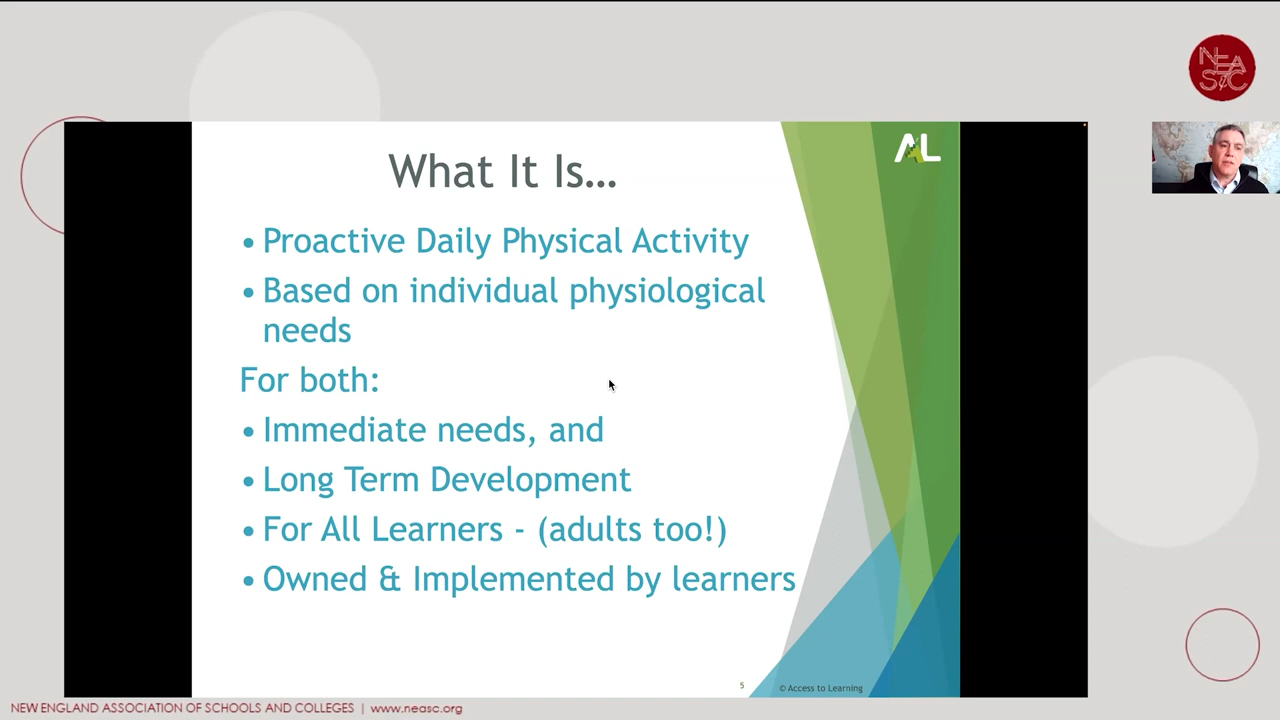 NEA
S&C
AL
What It Is...
• Proactive Daily Physical Activity
• Based on individual physiological
needs
For both:
• Immediate needs, and
• Long Term Development
• For All Learners - (adults too!)
• Owned & Implemented by learners
5
© Access to Learning
NEW ENGLAND ASSOCIATION OF SCHOOLS AND COLLEGES | www.neasc.org